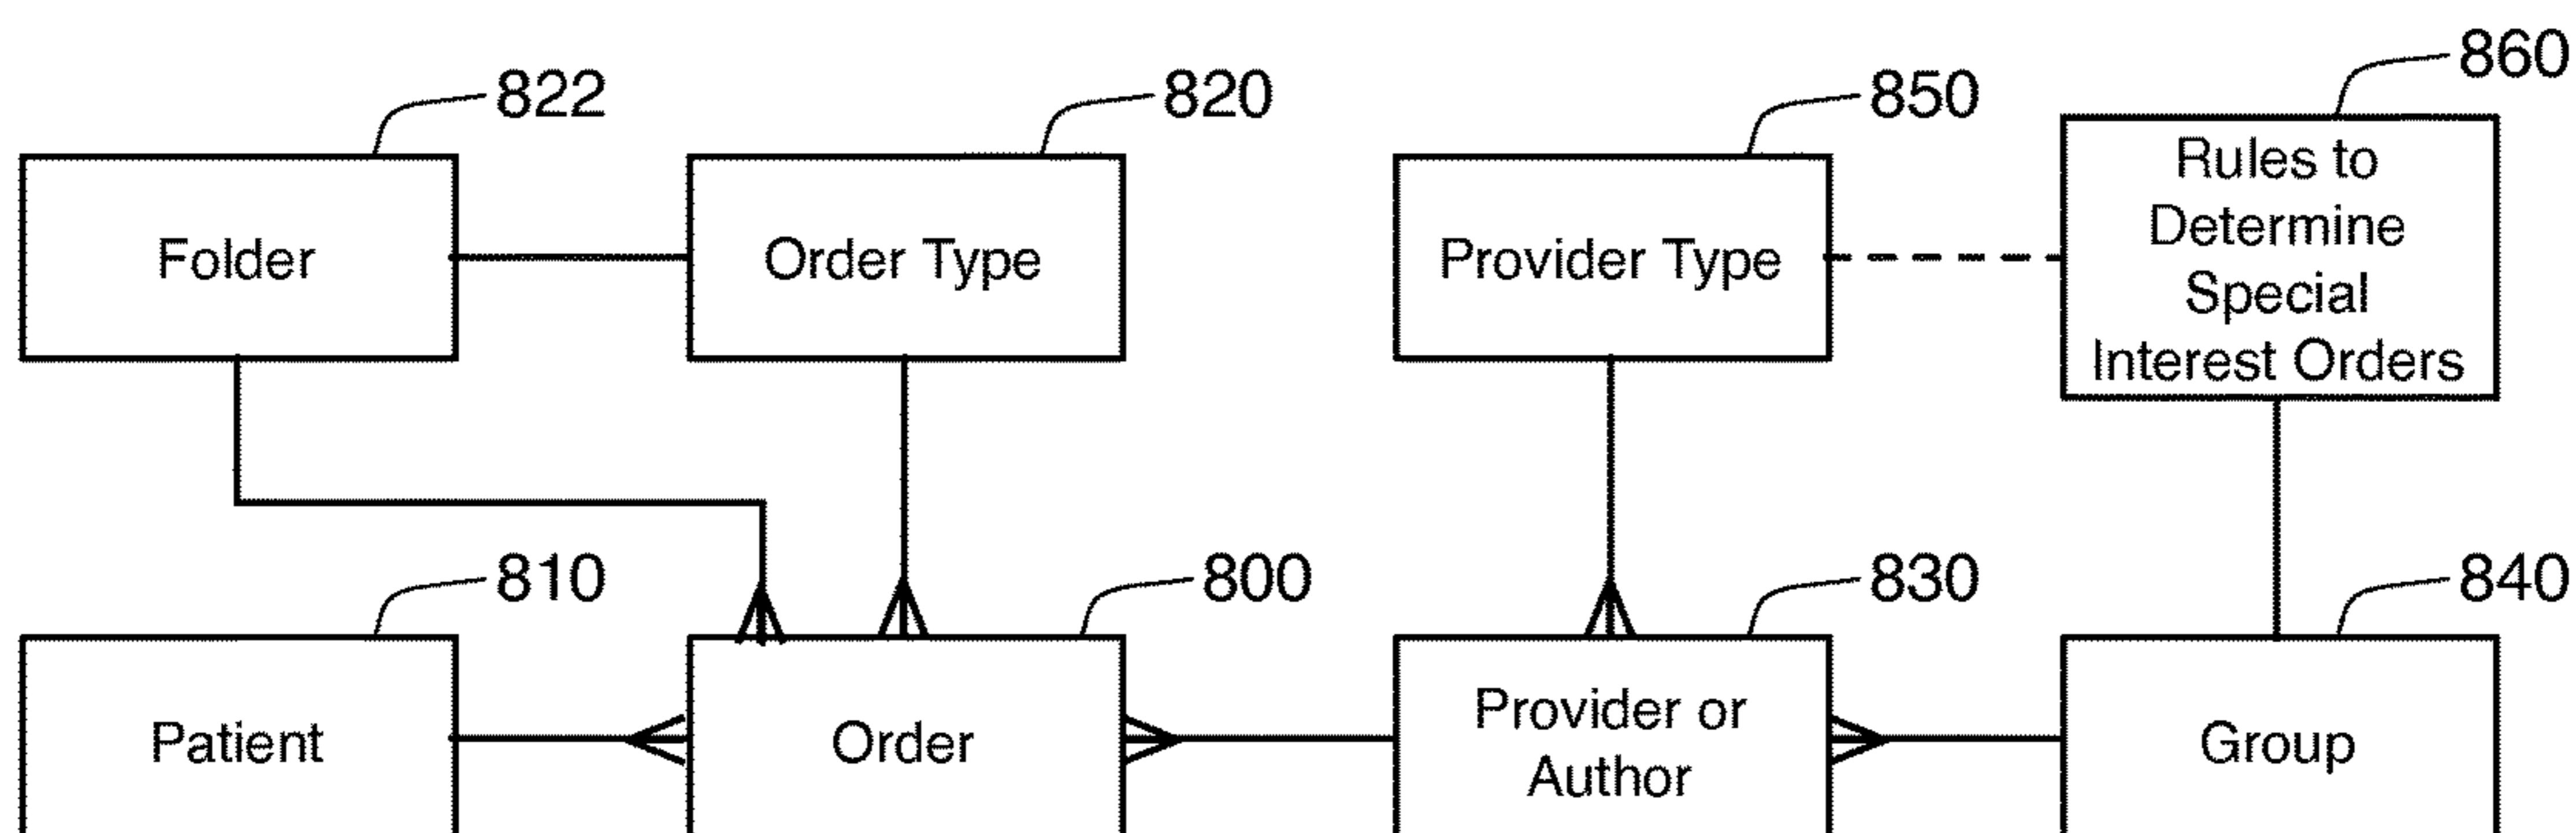 822
820
850
860
Folder
Order Type
Provider Type
Rules to
Determine
Special
Interest Orders
810
800
830
840
Patient
Order
Provider or
Author
Group